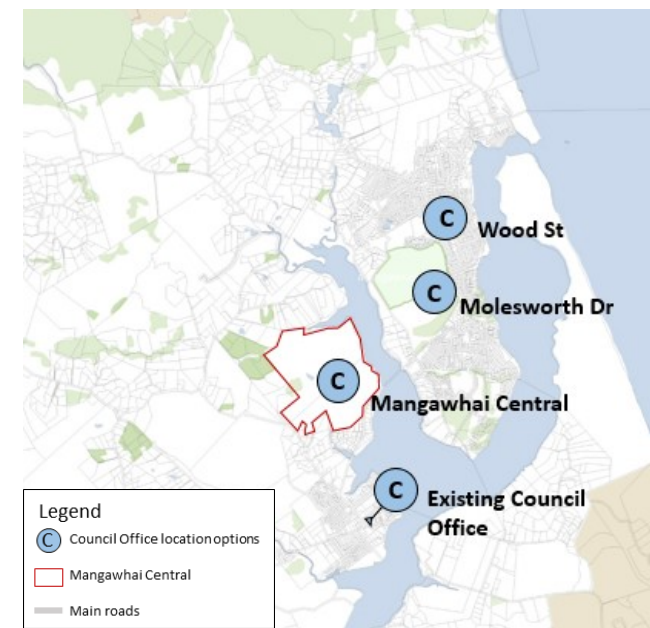 C
Wood St
C
Molesworth Dr
C
Mangawhai Central
C
Existing Council
Office
Legend
C Council Office location options
Mangawhai Central
Main roads